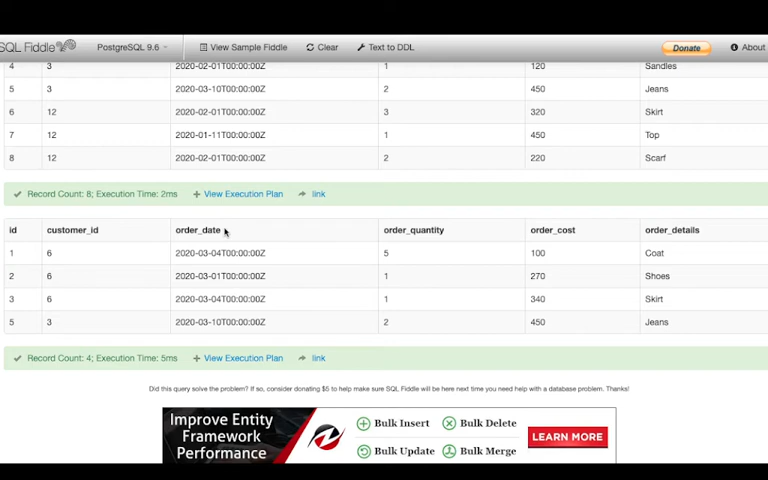 SQL Fiddle PostgreSQL 9.6 View Sample Fiddle Clear Text to DDL Donate About
4 3 2020-02-01T00:00:00Z 1 120 Sandles
5 3 2020-03-10T00:00:00Z 2 450 Jeans
6 12 2020-02-01T00:00:00Z 3 320 Skirt
7 12 2020-01-11T00:00:00Z 1 450 Top
8 12 2020-02-01T00:00:00Z 2 220 Scarf
Record Count: 8; Execution Time: 2ms View Execution Plan link
id customer_id order_date order_quantity order_cost order_details
1 6 2020-03-04T00:00:00Z 5 100 Coat
2 6 2020-03-01T00:00:00Z 1 270 Shoes
3 6 2020-03-04T00:00:00Z 1 340 Skirt
5 3 2020-03-10T00:00:00Z 2 450 Jeans
Record Count: 4; Execution Time: 5ms View Execution Plan link
Did this query solve the problem? If so, consider donating $5 to help make sure SQL Fiddle will be here next time you need help with a database problem. Thanks!
Improve Entity
Framework
Performance
Bulk Insert Bulk Delete
Bulk Update Bulk Merge
LEARN MORE